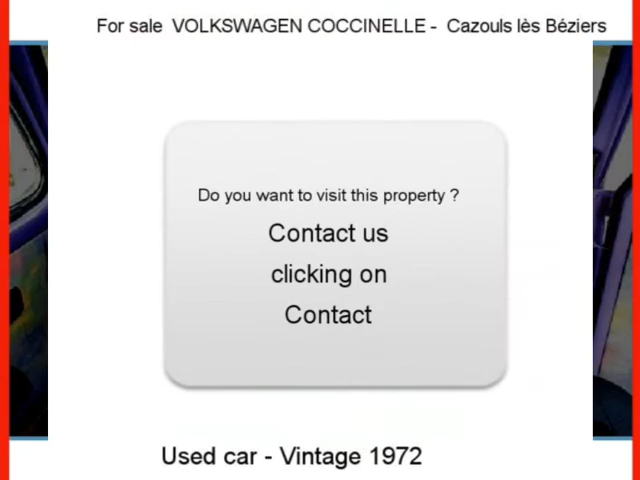 For sale VOLKSWAGEN COCCINELLE - Cazouls lès Béziers
Do you want to visit this property ?
Contact us
clicking on
Contact
Used car - Vintage 1972